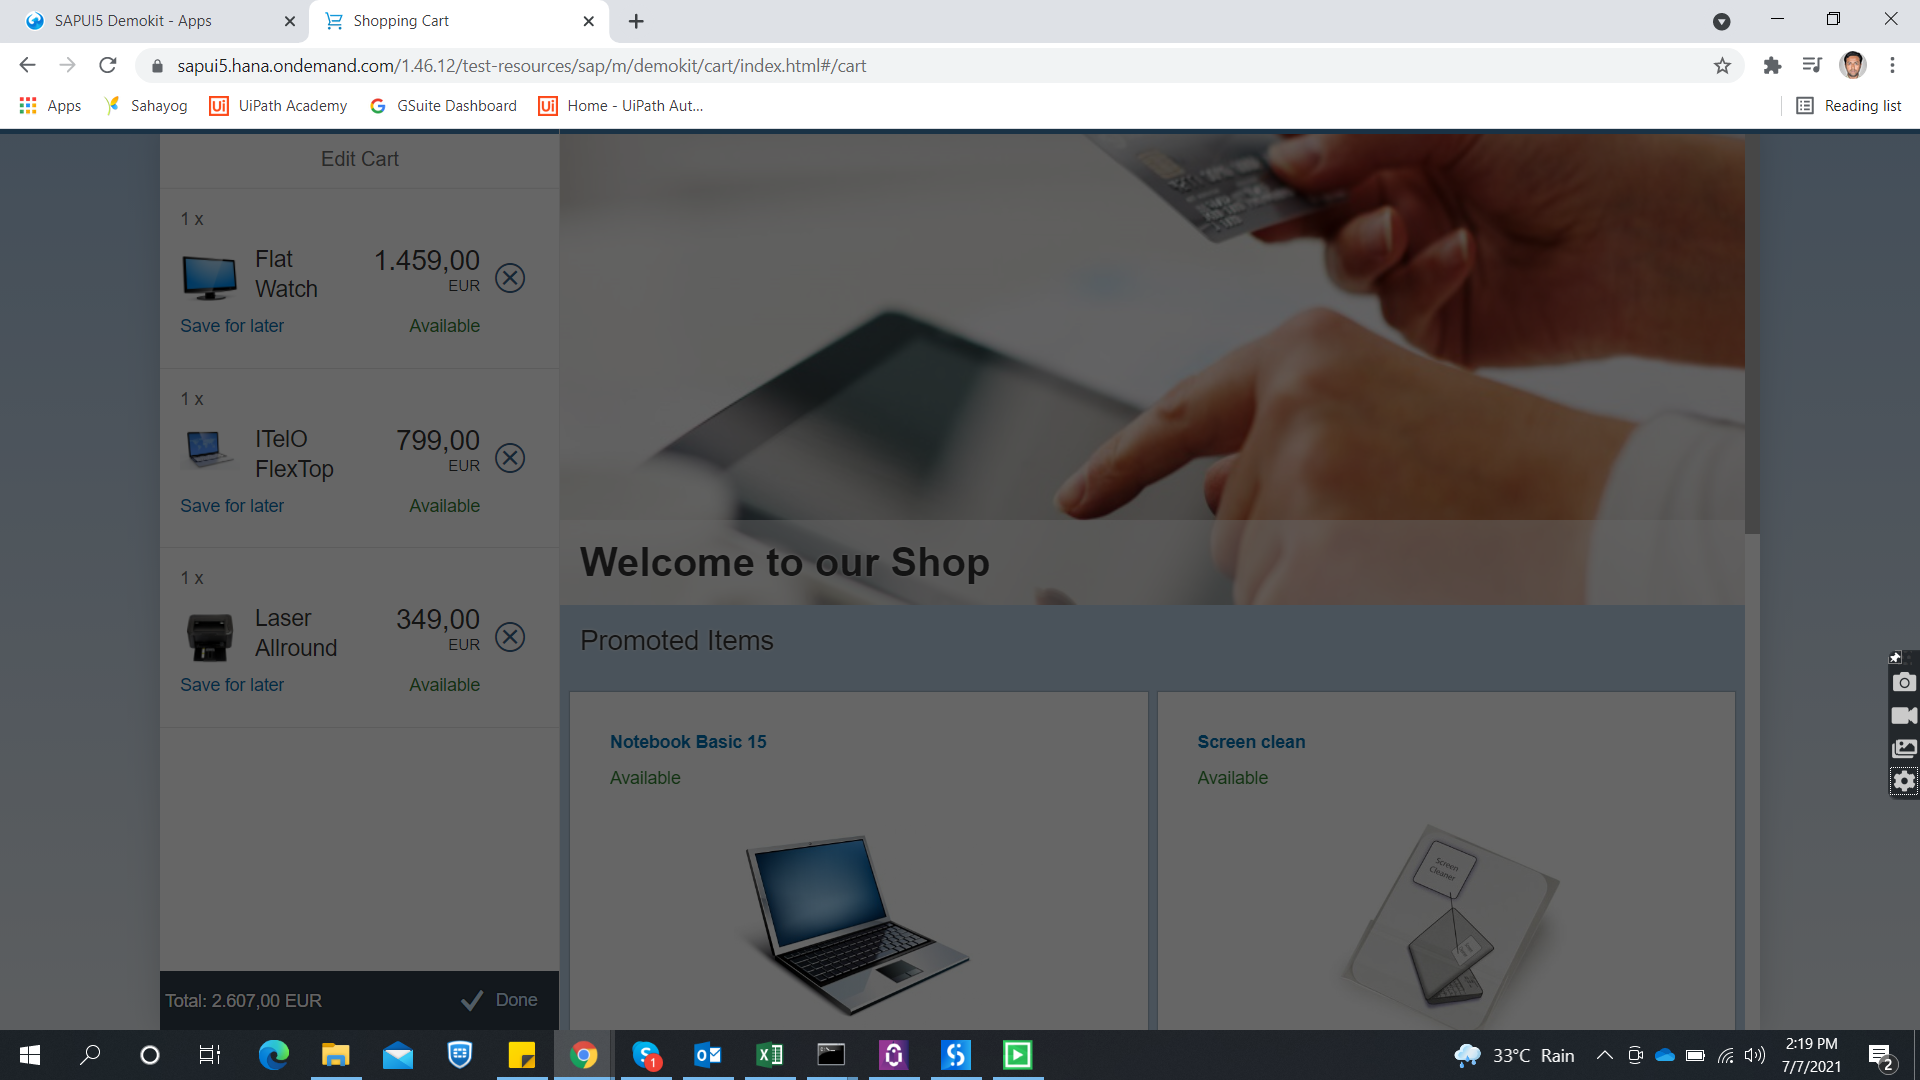 SAPUI5 Demokit - Apps
Shopping Cart
sapui5.hana.ondemand.com/1.46.12/test-resources/sap/m/demokit/cart/index.html#/cart
Apps
Sahayog
UiPath Academy
GSuite Dashboard
Home - UiPath Aut...
Reading list
Edit Cart
1 x
Flat
Watch
1.459,00
EUR
Save for later
Available
1 x
ITelO
FlexTop
799,00
EUR
Save for later
Available
1 x
Laser
Allround
349,00
EUR
Save for later
Available
Total: 2.607,00 EUR
Done
Welcome to our Shop
Promoted Items
Notebook Basic 15
Available
Screen clean
Available
Screen
Cleaner
33°C Rain
2:19 PM
7/7/2021
2
1